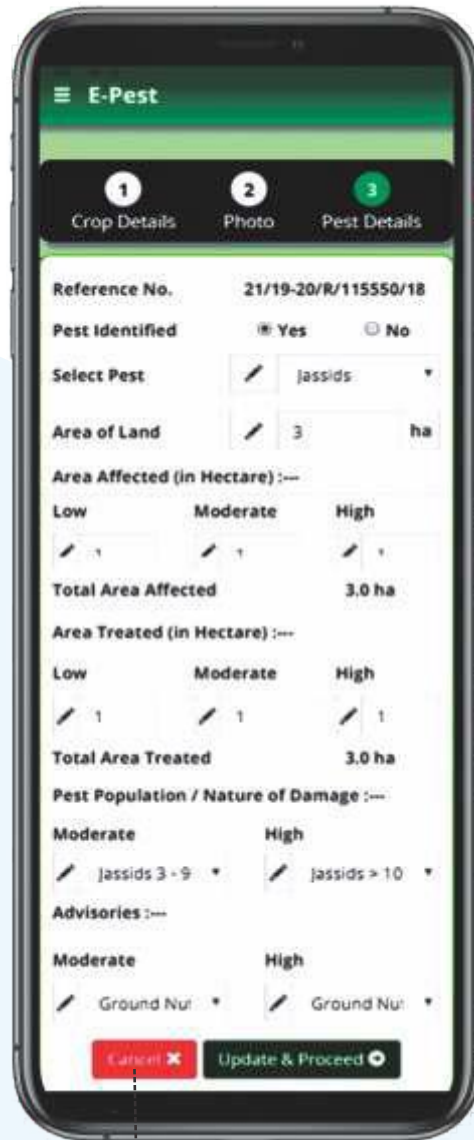 E-Pest
1 2 3
Crop Details Photo Pest Details
Reference No. 21/19-20/R/115550/18
Pest Identified Yes No
Select Pest Jassids
Area of Land 3 ha
Area Affected (in Hectare) :---
Low Moderate High
1 1 1
Total Area Affected 3.0 ha
Area Treated (in Hectare) :---
Low Moderate High
1 1 1
Total Area Treated 3.0 ha
Pest Population / Nature of Damage :---
Moderate High
Jassids 3 - 9 Jassids > 10
Advisories :---
Moderate High
Ground Nu Ground Nu
Cancel Update & Proceed